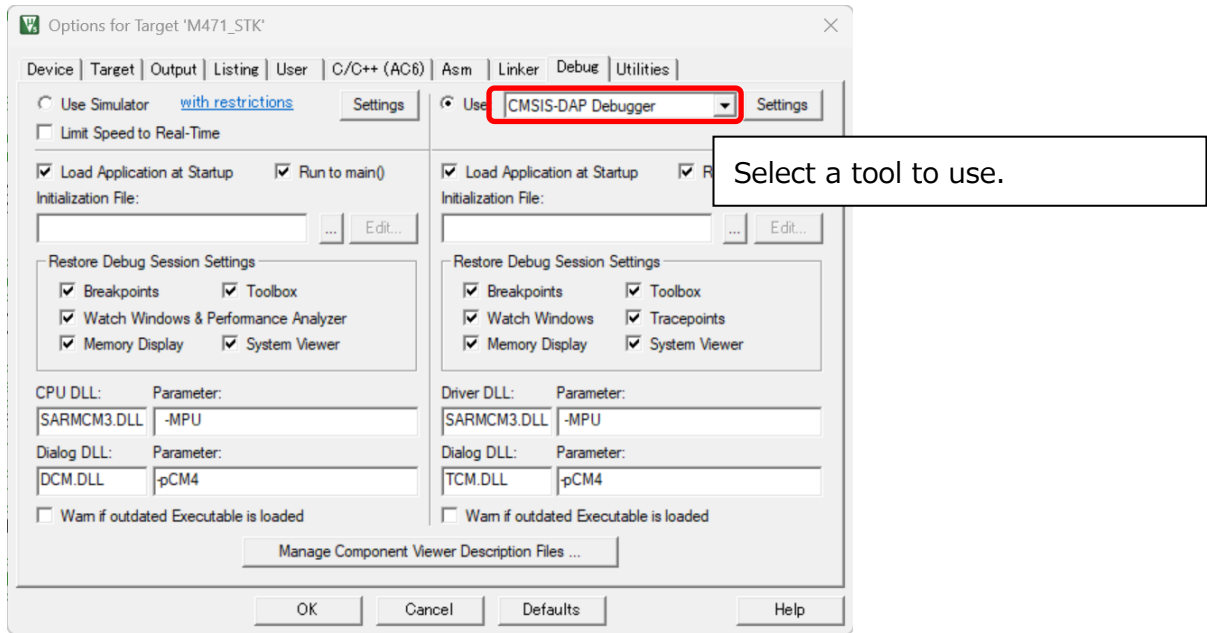 Options for Target 'M471_STK'
Device Target Output Listing User C/C++ (AC6) Asm Linker Debug Utilities
Use Simulator with restrictions Settings Use CMSIS-DAP Debugger Settings
Limit Speed to Real-Time
Select a tool to use.
Load Application at Startup Run to main() Load Application at Startup R
Initialization File: Initialization File:
... Edit... ... Edit...
Restore Debug Session Settings Restore Debug Session Settings
Breakpoints Toolbox Breakpoints Toolbox
Watch Windows & Performance Analyzer Watch Windows Tracepoints
Memory Display System Viewer Memory Display System Viewer
CPU DLL: Parameter: Driver DLL: Parameter:
SARMCM3.DLL -MPU SARMCM3.DLL -MPU
Dialog DLL: Parameter: Dialog DLL: Parameter:
DCM.DLL -pCM4 TCM.DLL -pCM4
Warn if outdated Executable is loaded Warn if outdated Executable is loaded
Manage Component Viewer Description Files ...
OK Cancel Defaults Help